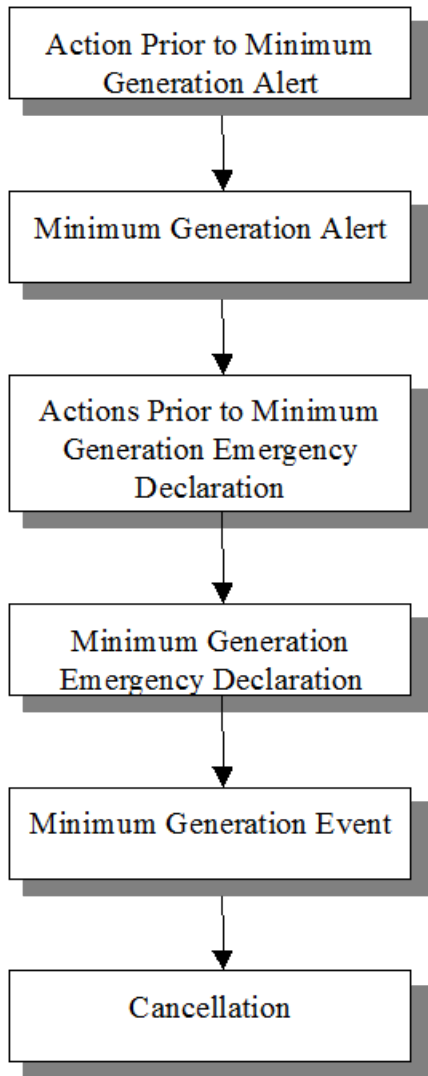 Action Prior to Minimum
Generation Alert
Minimum Generation Alert
Actions Prior to Minimum
Generation Emergency
Declaration
Minimum Generation
Emergency Declaration
Minimum Generation Event
Cancellation